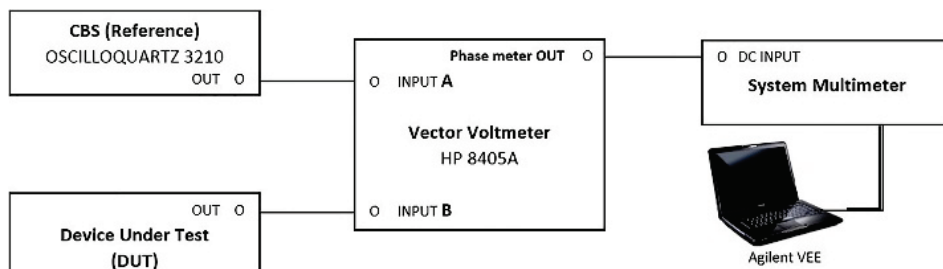 CBS (Reference)
OSCILLOQUARTZ 3210
OUT O
Device Under Test
(DUT)
OUT O
Phase meter OUT O
O INPUT A
Vector Voltmeter
HP 8405A
O INPUT B
O DC INPUT
System Multimeter
Agilent VEE